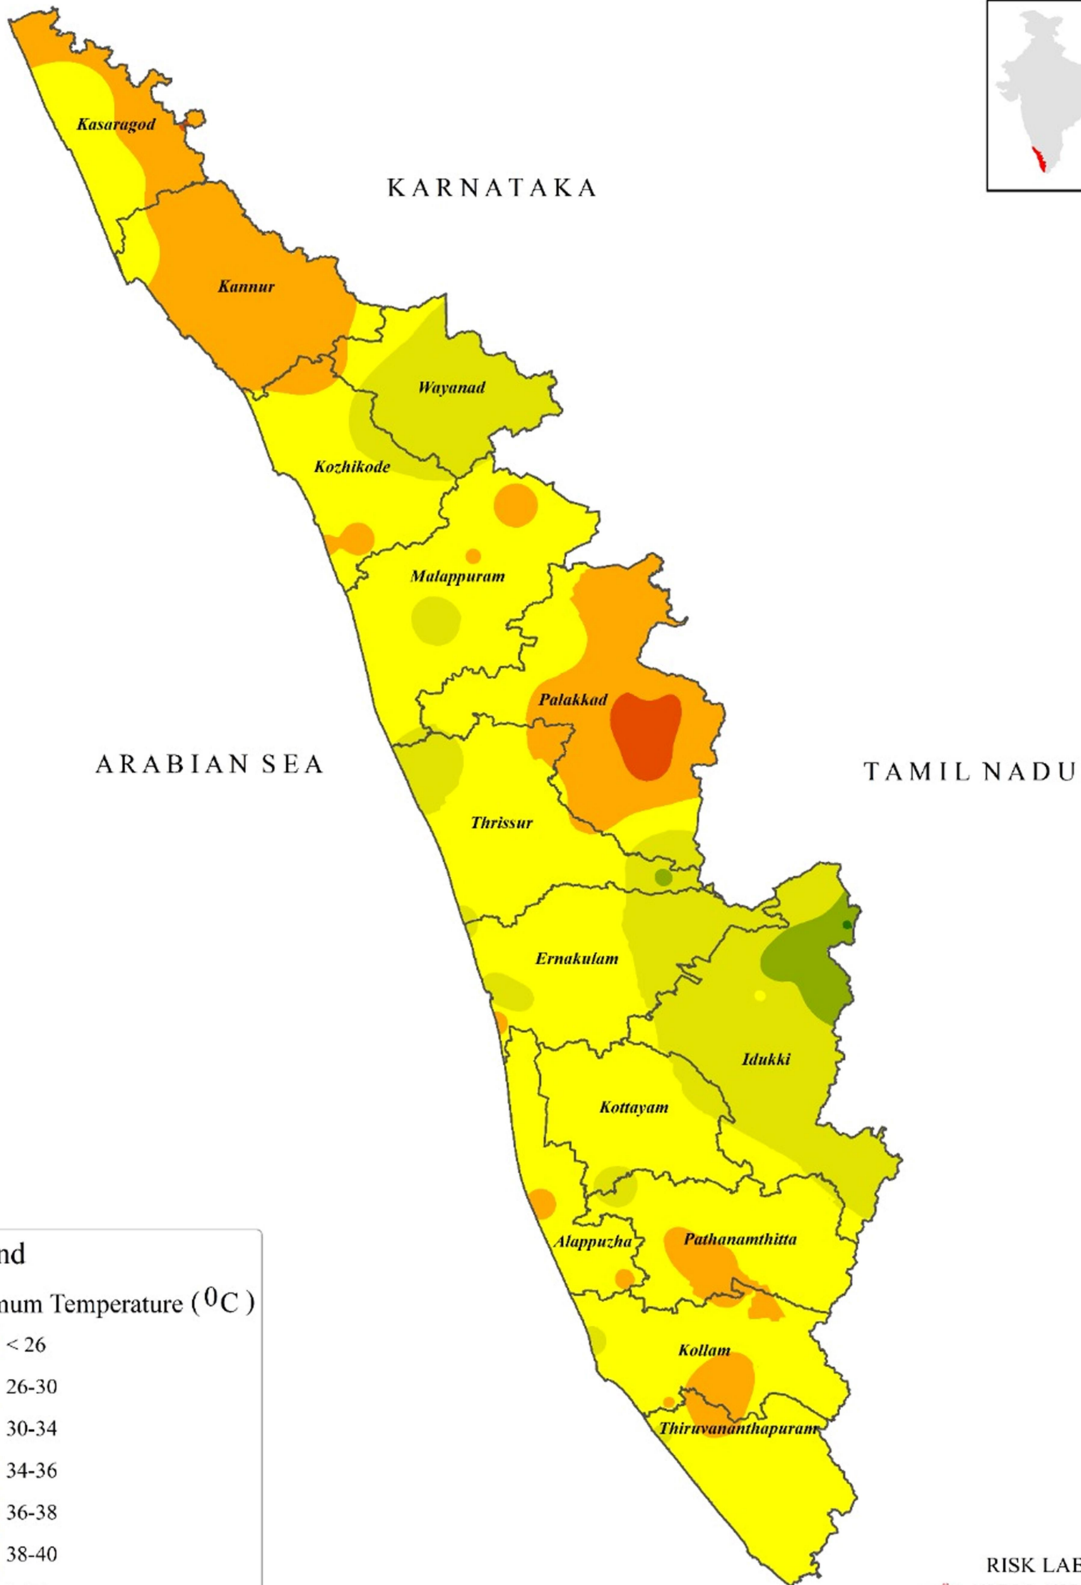 Kasaragod
KARNATAKA
Kannur
Wayanad
Kozhikode
Malappuram
Palakkad
ARABIAN SEA
TAMIL NADU
Thrissur
Ernakulam
Idukki
Kottayam
Alappuzha
Pathanamthitta
Kollam
Thiruvananthapuram
nd
num Temperature (⁰C)
< 26
26-30
30-34
34-36
36-38
38-40
RISK LAB